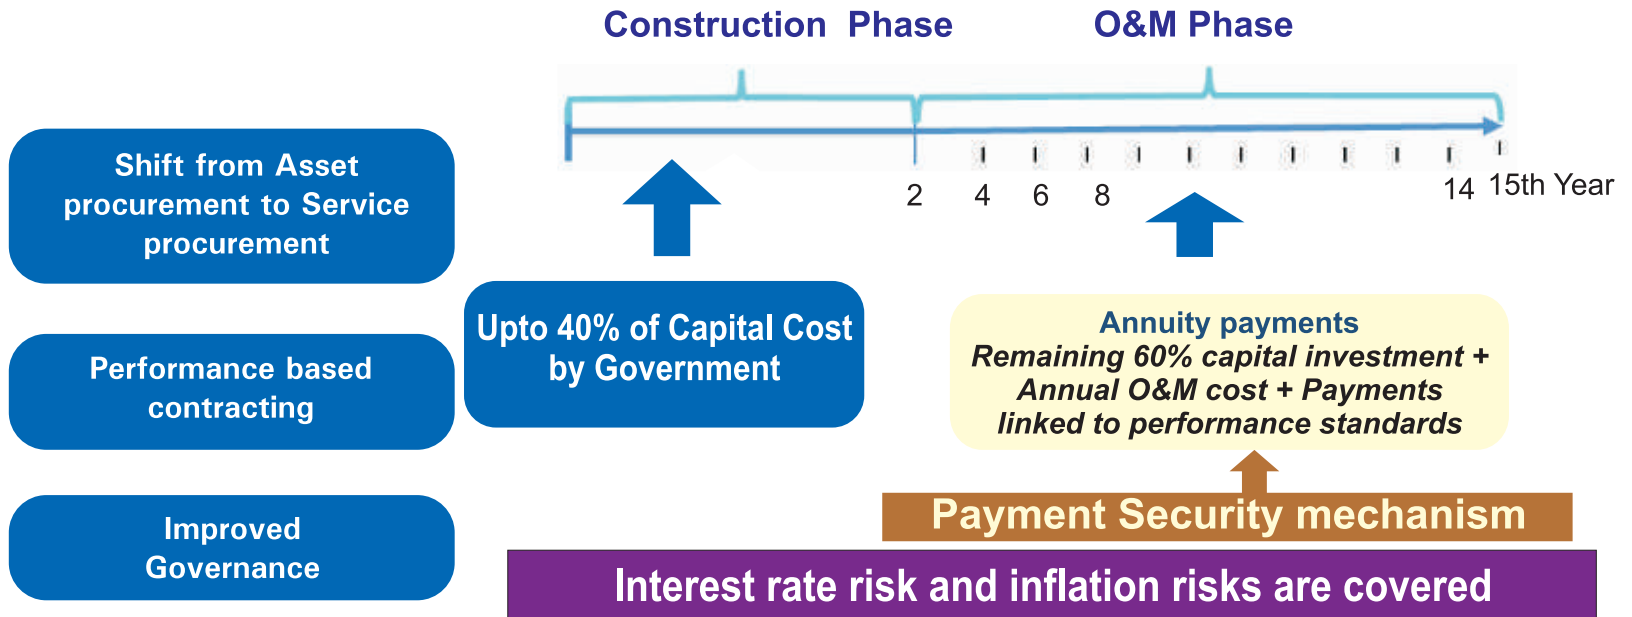 Construction Phase
O&M Phase
Shift from Asset
procurement to Service
procurement
2 4 6 8 14 15th Year
Upto 40% of Capital Cost
by Government
Annuity payments
Remaining 60% capital investment +
Annual O&M cost + Payments
linked to performance standards
Performance based
contracting
Payment Security mechanism
Improved
Governance
Interest rate risk and inflation risks are covered